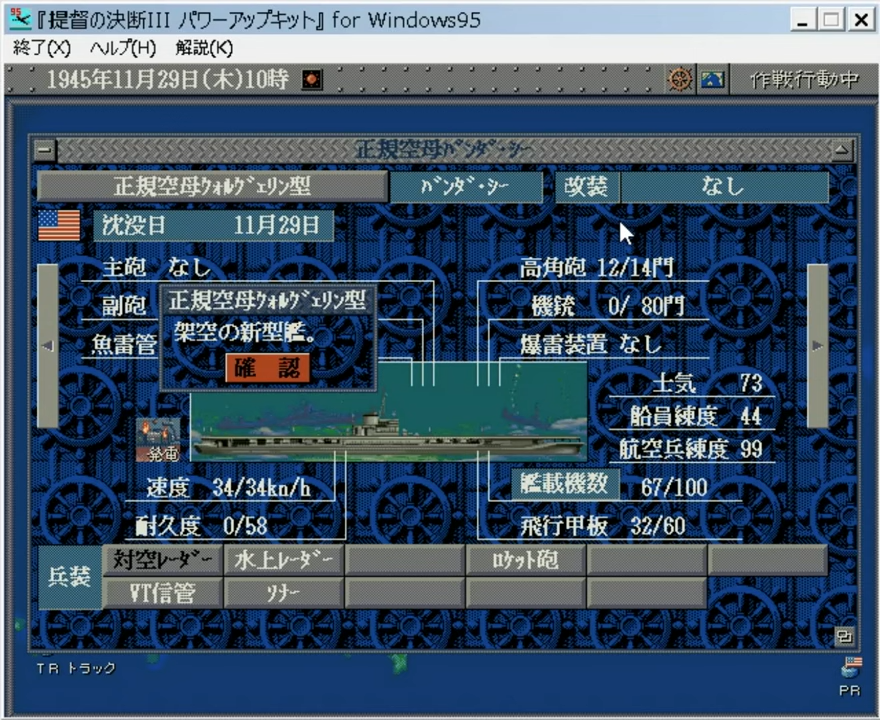 『提督の決断III パワーアップキット』 for Windows95
終了(X) ヘルプ(H) 解説(K)
1945年11月29日(木)10時 作戦行動中
正規空母ﾊﾞﾝﾀﾞ･ｼｰ
正規空母ｳｫﾙｳﾞｪﾘﾝ型 ﾊﾞﾝﾀﾞ･ｼｰ 改装 なし
沈没日 11月29日
主砲 なし 高角砲 12/14門
副砲 機銃 0/ 80門
魚雷管 爆雷装置 なし
正規空母ｳｫﾙｳﾞｪﾘﾝ型
架空の新型艦。
確 認
士気 73
船員練度 44
航空兵練度 99
発電
速度 34/34kn/h 艦載機数 67/100
耐久度 0/58 飛行甲板 32/60
兵装 対空ﾚｰﾀﾞｰ 水上ﾚｰﾀﾞｰ ﾛｹｯﾄ砲
VT信管 ｿﾅｰ
TR トラック
PR